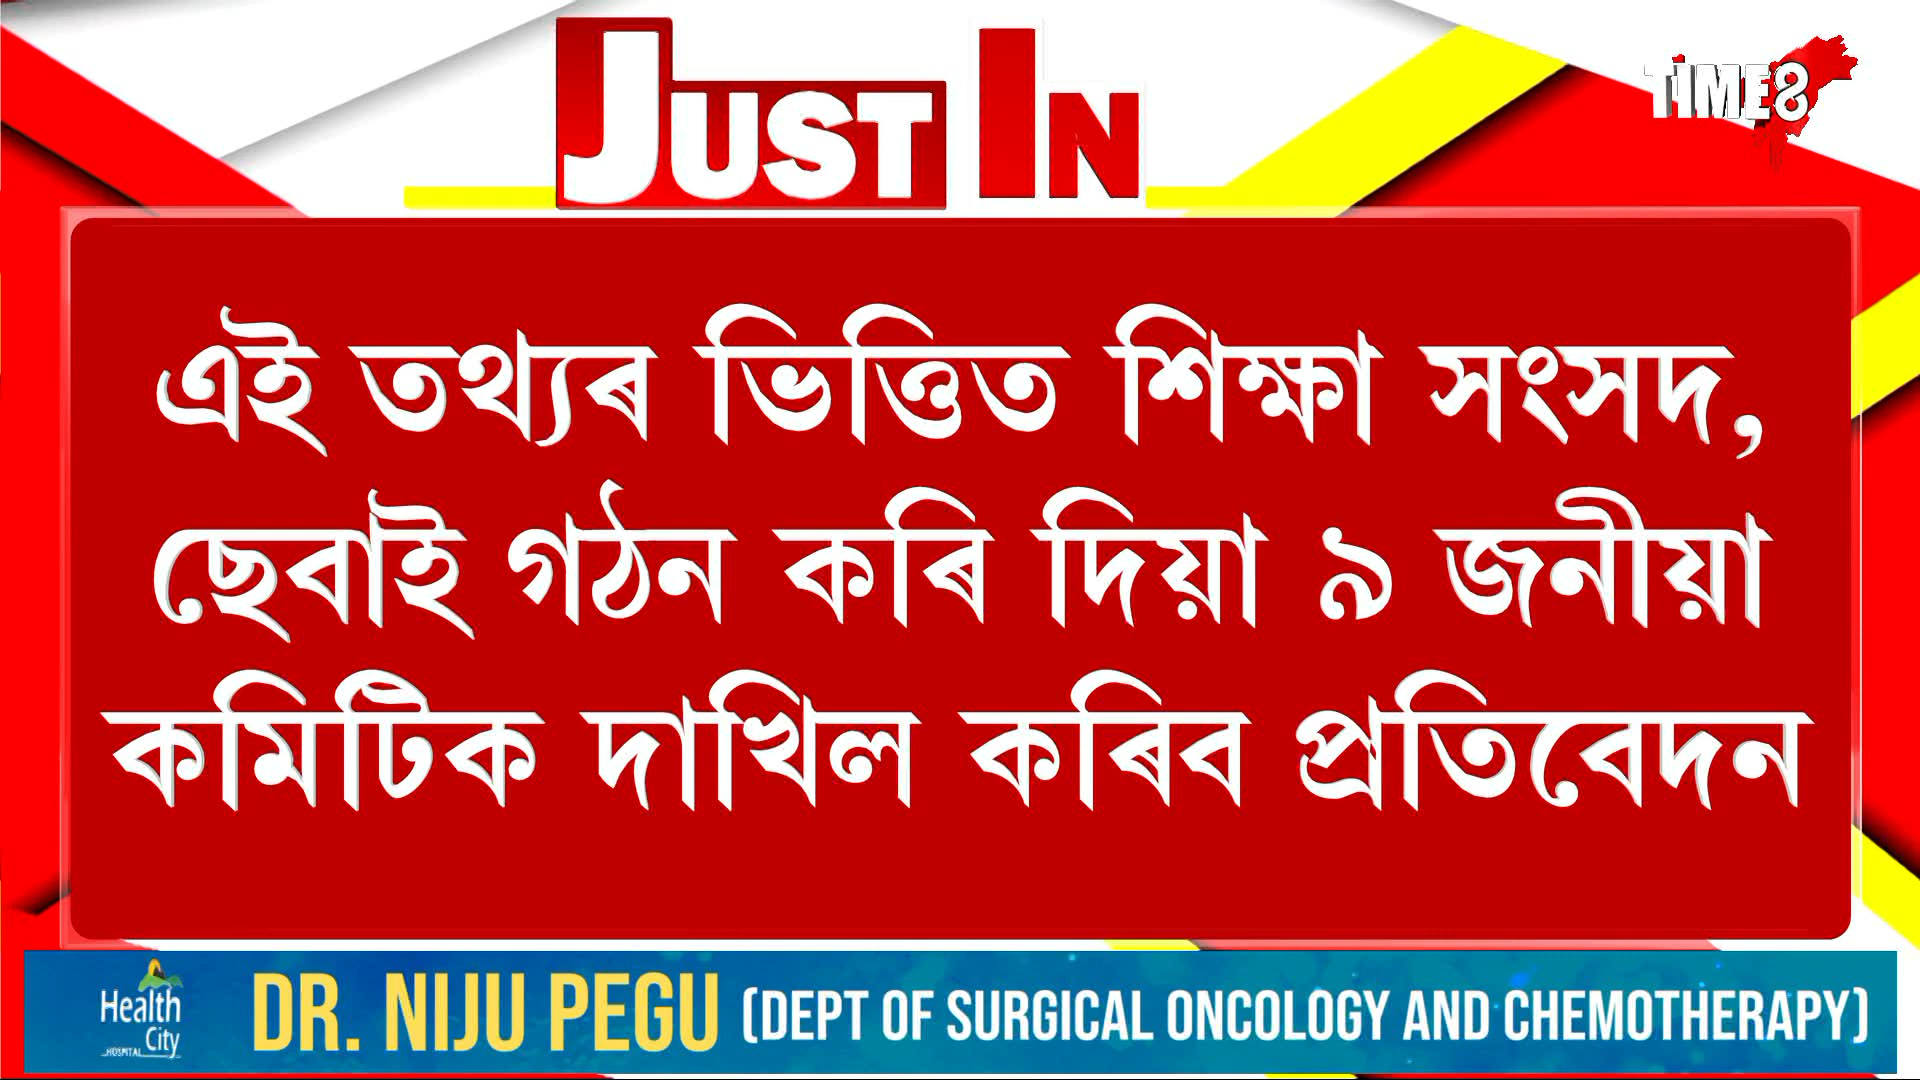 JUST IN
TIME8
এই তথ্যৰ ভিত্তিত শিক্ষা সংসদ,
ছেবাই গঠন কৰি দিয়া ৯ জনীয়া
কমিটিক দাখিল কৰিব প্ৰতিবেদন
Health
City
HOSPITAL
DR. NIJU PEGU (DEPT OF SURGICAL ONCOLOGY AND CHEMOTHERAPY)